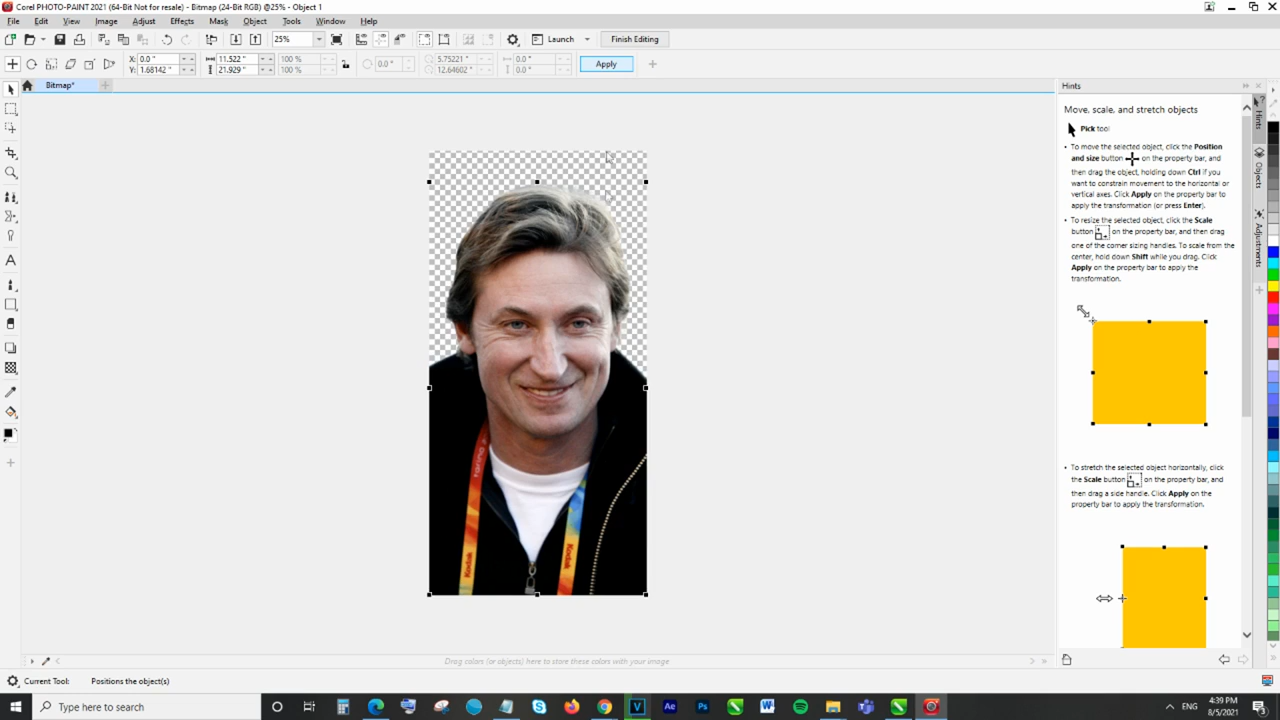 Corel PHOTO-PAINT 2021 (64-Bit Not for resale) - Bitmap (24-Bit RGB) @25% - Object 1
File Edit View Image Adjust Effects Mask Object Tools Window Help
25% Launch Finish Editing
X: 0.0 " 11.522 " 100 % 0.0 ° 5.75221 " 0.0 "
Y: 1.68142 " 21.929 " 100 % 12.64602 " 0.0 "
Apply
Bitmap*
Hints
Move, scale, and stretch objects
Pick tool
• To move the selected object, click the Position
and size button on the property bar, and
then drag the object, holding down Ctrl if you
want to constrain movement to the horizontal or
vertical axes. Click Apply on the property bar to
apply the transformation (or press Enter).
• To resize the selected object, click the Scale
button on the property bar, and then drag
one of the corner sizing handles. To scale from the
center, hold down Shift while you drag. Click
Apply on the property bar to apply the
transformation.
• To stretch the selected object horizontally, click
the Scale button on the property bar, and
then drag a side handle. Click Apply on the
property bar to apply the transformation.
Hints
Objects
Adjustments
torino
Kodak
Kodak
Drag colors (or objects) here to store these colors with your image
Current Tool: Positions the object(s)
Type here to search
ENG
4:39 PM
8/5/2021